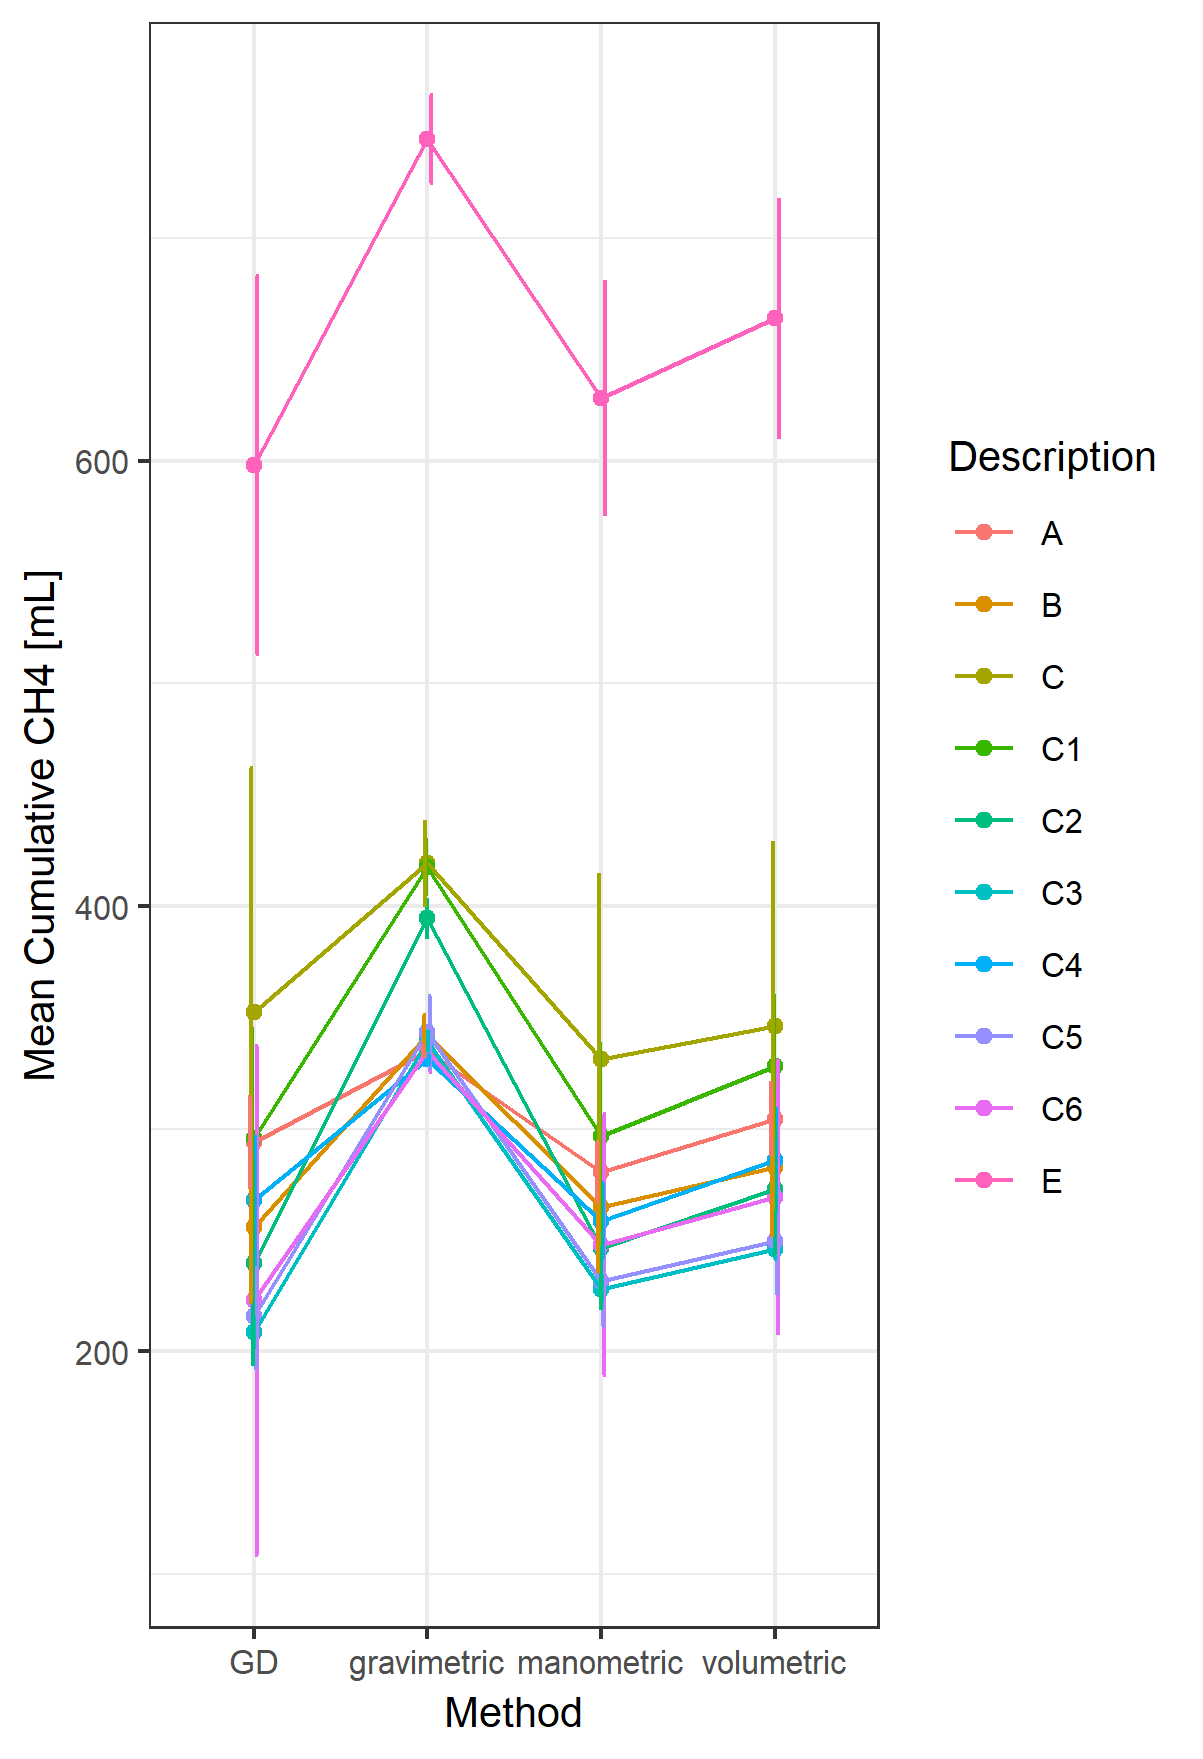 Mean Cumulative CH4 [mL]
600
400
200
GD
gravimetric
manometric
volumetric
Method
Description
A
B
C
C1
C2
C3
C4
C5
C6
E